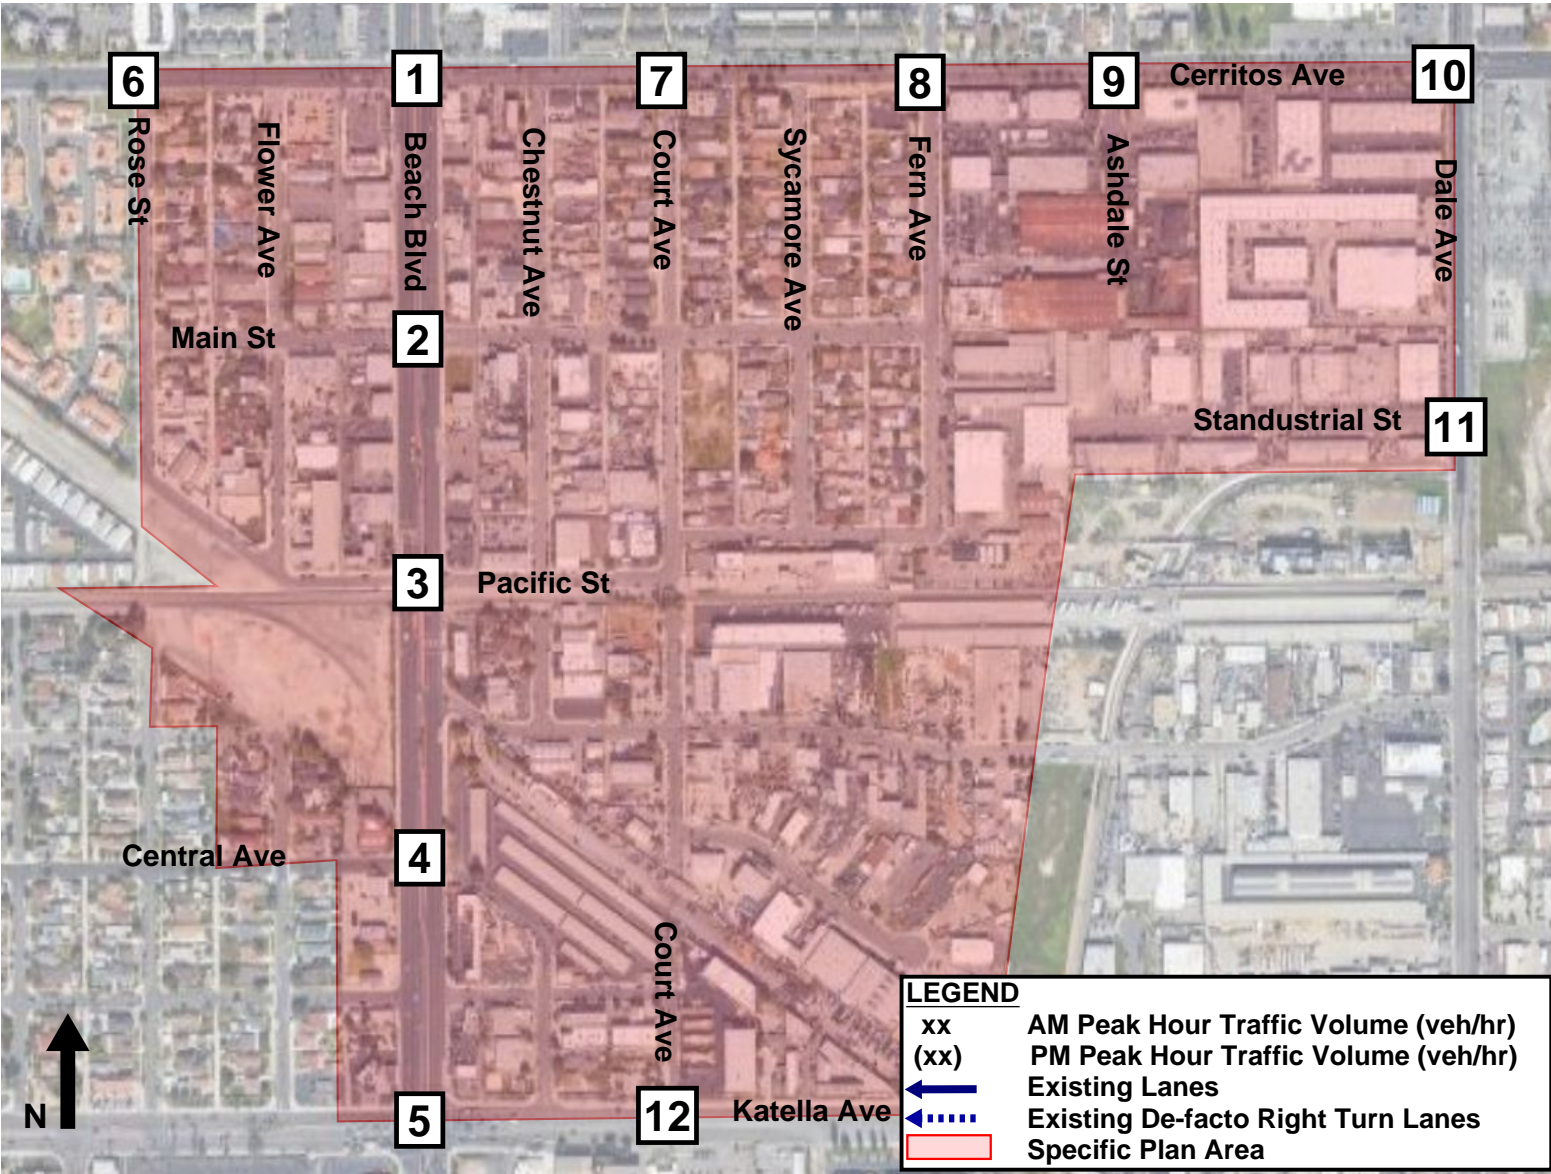 6
1
7
8
9
Cerritos Ave
10
Rose St
Flower Ave
Beach Blvd
Chestnut Ave
Court Ave
Sycamore Ave
Fern Ave
Ashdale St
Dale Ave
Main St
2
Standustrial St
11
3
Pacific St
Central Ave
4
Court Ave
N
5
12
Katella Ave
LEGEND
xx AM Peak Hour Traffic Volume (veh/hr)
(xx) PM Peak Hour Traffic Volume (veh/hr)
Existing Lanes
Existing De-facto Right Turn Lanes
Specific Plan Area